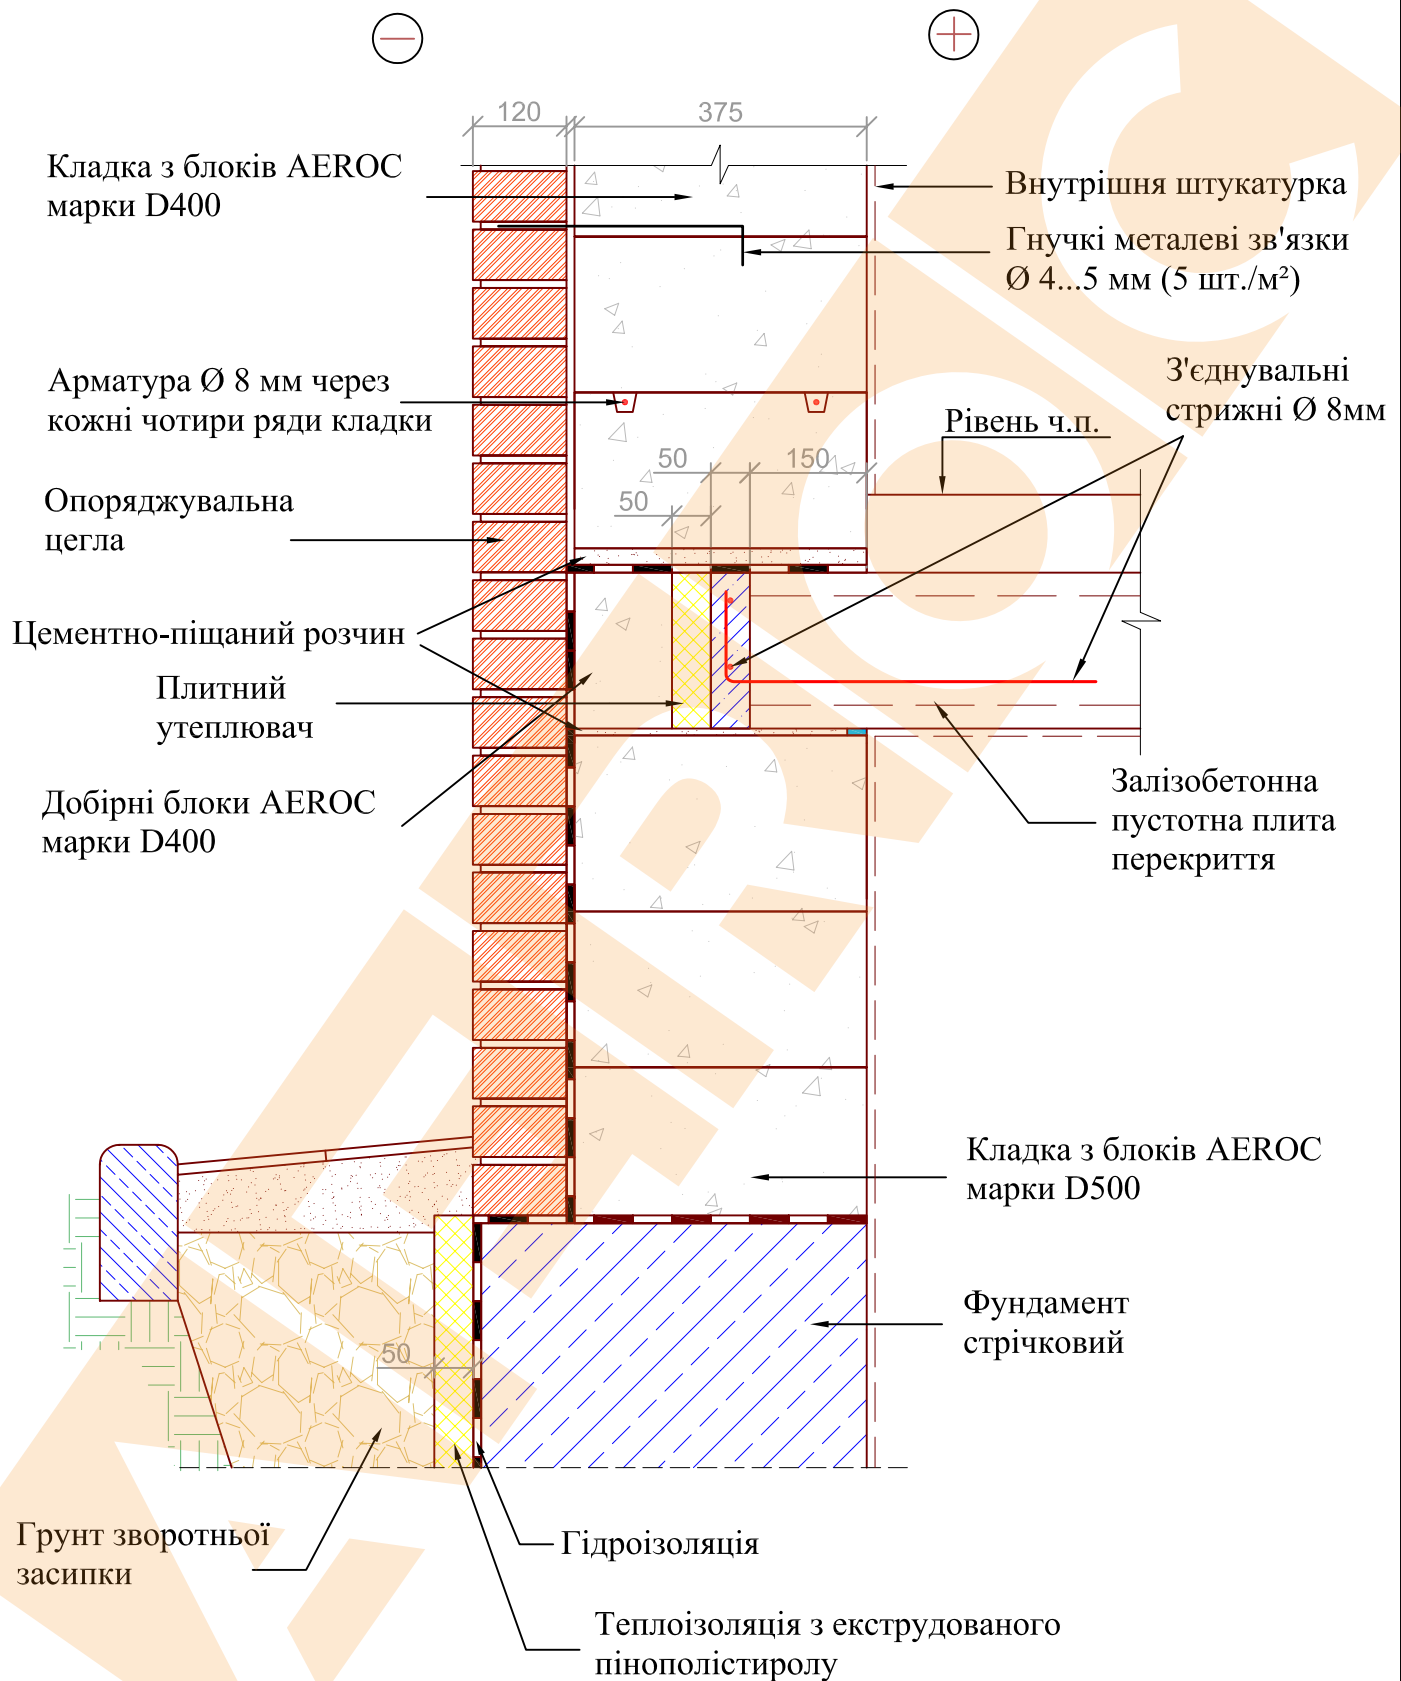 120
375
Кладка з блоків AEROC
марки D400
Внутрішня штукатурка
Гнучкі металеві зв'язки
Ø 4...5 мм (5 шт./м²)
Арматура Ø 8 мм через
кожні чотири ряди кладки
З'єднувальні
стрижні Ø 8мм
Рівень ч.п.
50
150
50
Опоряджувальна
цегла
Цементно-піщаний розчин
Плитний
утеплювач
Добірні блоки AEROC
марки D400
Залізобетонна
пустотна плита
перекриття
Кладка з блоків AEROC
марки D500
Фундамент
стрічковий
50
Грунт зворотньої
засипки
Гідроізоляція
Теплоізоляція з екструдованого
пінополістиролу
AEROC